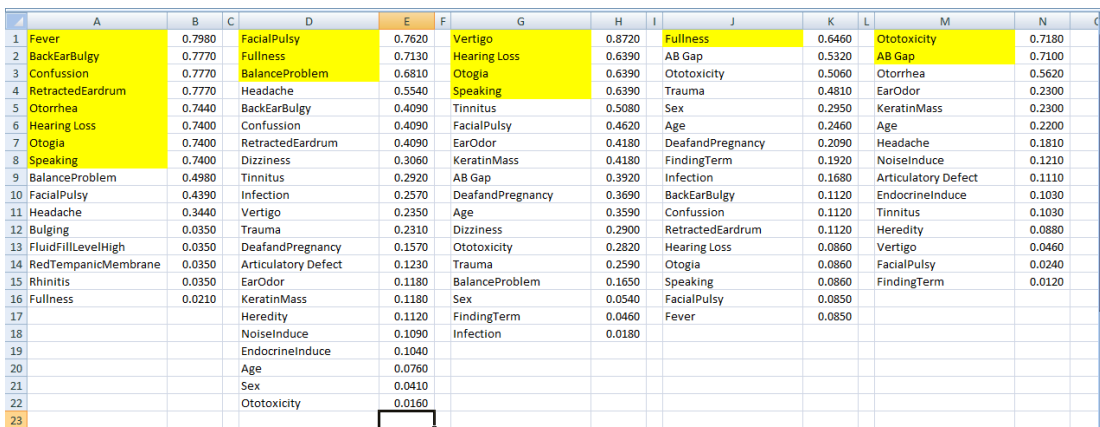 A B C D E F G H I J K L M N
1 Fever 0.7980 FacialPulsy 0.7620 Vertigo 0.8720 Fullness 0.6460 Ototoxicity 0.7180
2 BackEarBulgy 0.7770 Fullness 0.7130 Hearing Loss 0.6390 AB Gap 0.5320 AB Gap 0.7100
3 Confussion 0.7770 BalanceProblem 0.6810 Otogia 0.6390 Ototoxicity 0.5060 Otorrhea 0.5620
4 RetractedEardrum 0.7770 Headache 0.5540 Speaking 0.6390 Trauma 0.4810 EarOdor 0.2300
5 Otorrhea 0.7440 BackEarBulgy 0.4090 Tinnitus 0.5080 Sex 0.2950 KeratinMass 0.2300
6 Hearing Loss 0.7400 Confussion 0.4090 FacialPulsy 0.4620 Age 0.2460 Age 0.2200
7 Otogia 0.7400 RetractedEardrum 0.4090 EarOdor 0.4180 DeafandPregnancy 0.2090 Headache 0.1810
8 Speaking 0.7400 Dizziness 0.3060 KeratinMass 0.4180 FindingTerm 0.1920 NoiseInduce 0.1210
9 BalanceProblem 0.4980 Tinnitus 0.2920 AB Gap 0.3920 Infection 0.1680 Articulatory Defect 0.1110
10 FacialPulsy 0.4390 Infection 0.2570 DeafandPregnancy 0.3690 BackEarBulgy 0.1120 EndocrineInduce 0.1030
11 Headache 0.3440 Vertigo 0.2350 Age 0.3590 Confussion 0.1120 Tinnitus 0.1030
12 Bulging 0.0350 Trauma 0.2310 Dizziness 0.2900 RetractedEardrum 0.1120 Heredity 0.0880
13 FluidFillLevelHigh 0.0350 DeafandPregnancy 0.1570 Ototoxicity 0.2820 Hearing Loss 0.0860 Vertigo 0.0460
14 RedTempanicMembrane 0.0350 Articulatory Defect 0.1230 Trauma 0.2590 Otogia 0.0860 FacialPulsy 0.0240
15 Rhinitis 0.0350 EarOdor 0.1180 BalanceProblem 0.1650 Speaking 0.0860 FindingTerm 0.0120
16 Fullness 0.0210 KeratinMass 0.1180 Sex 0.0540 FacialPulsy 0.0850
17 Heredity 0.1120 FindingTerm 0.0460 Fever 0.0850
18 NoiseInduce 0.1090 Infection 0.0180
19 EndocrineInduce 0.1040
20 Age 0.0760
21 Sex 0.0410
22 Ototoxicity 0.0160
23